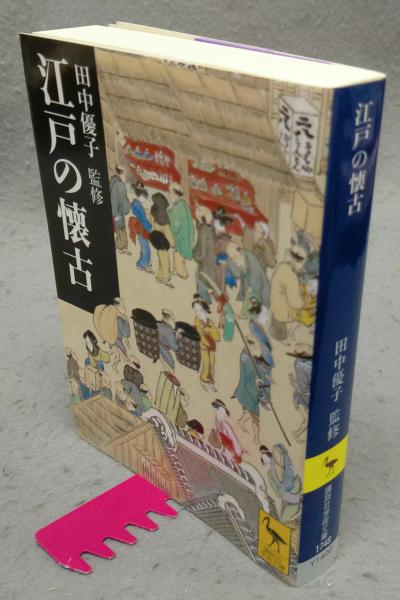 江戸の懐古
田中優子 監修
江戸の懐古
田中優子 監修
講談社学術文庫
1748